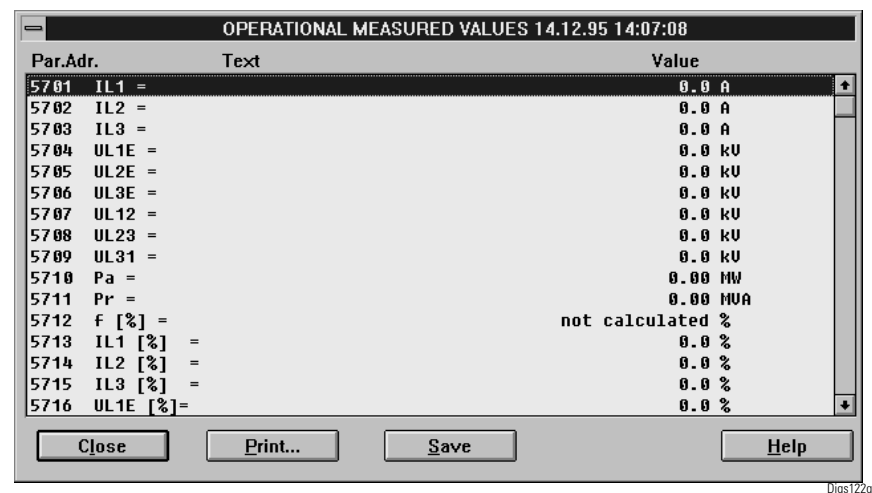 OPERATIONAL MEASURED VALUES 14.12.95 14:07:08
Par.Adr. Text Value
5701 IL1 = 0.0 A
5702 IL2 = 0.0 A
5703 IL3 = 0.0 A
5704 UL1E = 0.0 kV
5705 UL2E = 0.0 kV
5706 UL3E = 0.0 kV
5707 UL12 = 0.0 kV
5708 UL23 = 0.0 kV
5709 UL31 = 0.0 kV
5710 Pa = 0.00 MW
5711 Pr = 0.00 MVA
5712 f [%] = not calculated %
5713 IL1 [%] = 0.0 %
5714 IL2 [%] = 0.0 %
5715 IL3 [%] = 0.0 %
5716 UL1E [%]= 0.0 %
Close Print... Save Help
Digs122g